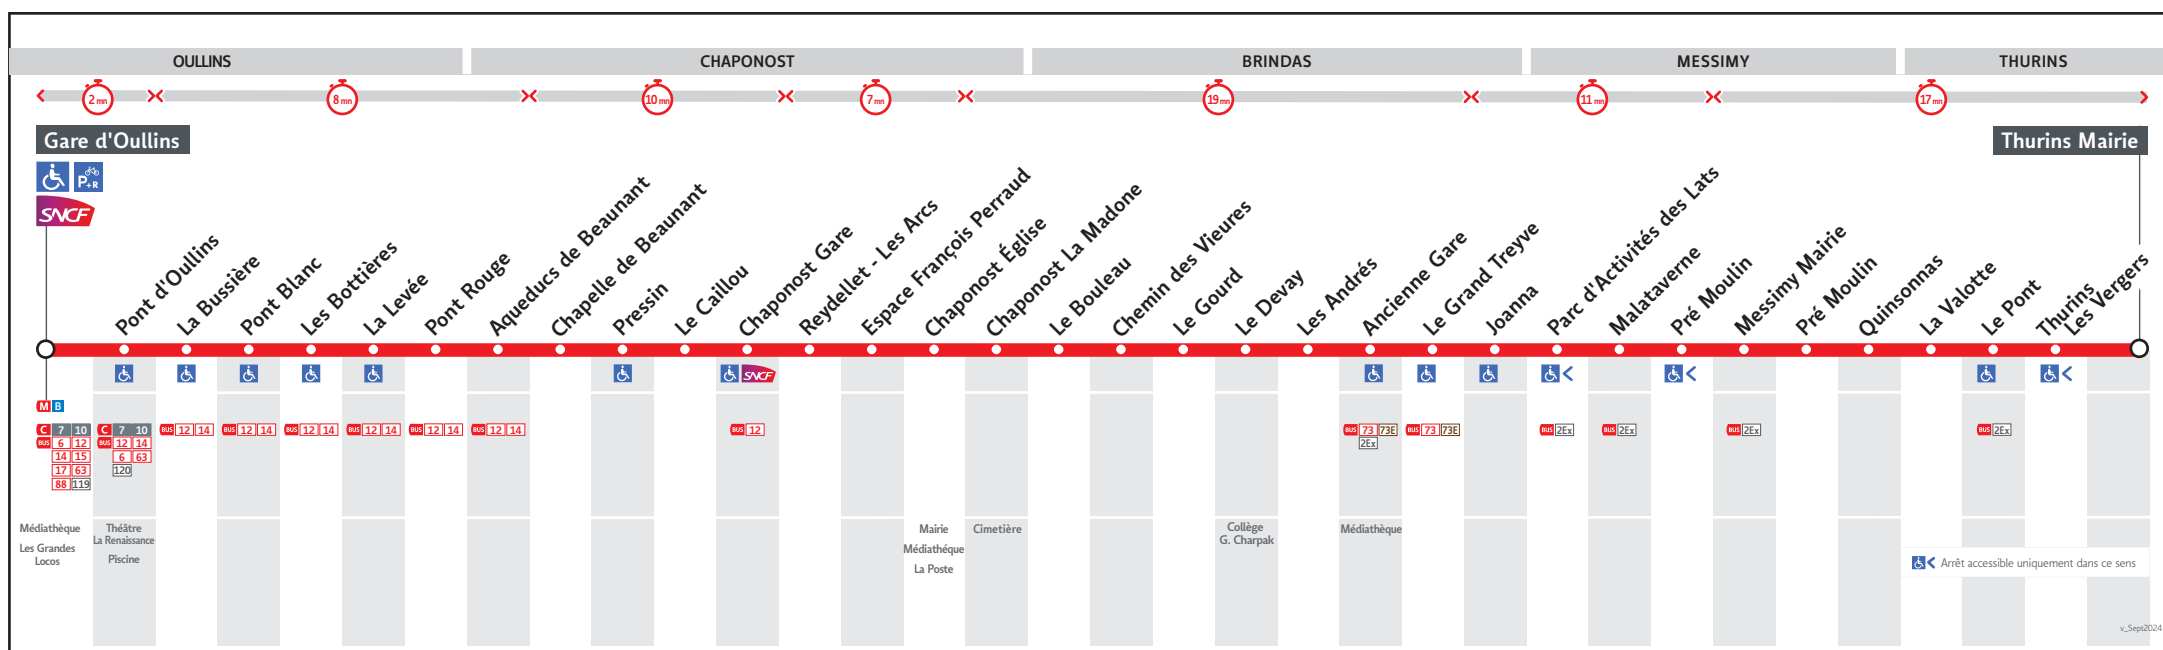 OULLINS
CHAPONOST
BRINDAS
MESSIMY
THURINS
2 mn
8 mn
10 mn
7 mn
19 mn
11 mn
17 mn
Gare d'Oullins
Thurins Mairie
P+R
SNCF
Pont d'Oullins
La Bussière
Pont Blanc
Les Bottières
La Levée
Pont Rouge
Aqueducs de Beaunant
Chapelle de Beaunant
Pressin
Le Caillou
Chaponost Gare
Reydellet - Les Arcs
Espace François Perraud
Chaponost Église
Chaponost La Madone
Le Bouleau
Chemin des Vieures
Le Gourd
Le Devay
Les Andrés
Ancienne Gare
Le Grand Treyve
Joanna
Parc d'Activités des Lats
Malataverne
Pré Moulin
Messimy Mairie
Pré Moulin
Quinsonnas
La Valotte
Le Pont
Thurins
Les Vergers
SNCF
M B
C 7 10
BUS 6 12
14 15
17 63
88 119
C 7 10
BUS 12 14
6 63
120
BUS 12 14
BUS 12 14
BUS 12 14
BUS 12 14
BUS 12 14
BUS 12 14
BUS 12
BUS 73 73E
2Ex
BUS 73 73E
BUS 2Ex
BUS 2Ex
BUS 2Ex
BUS 2Ex
Médiathèque
Les Grandes
Locos
Théâtre
La Renaissance
Piscine
Mairie
Médiathéque
La Poste
Cimetière
Collège
G. Charpak
Médiathèque
< Arrêt accessible uniquement dans ce sens
v_Sept2024